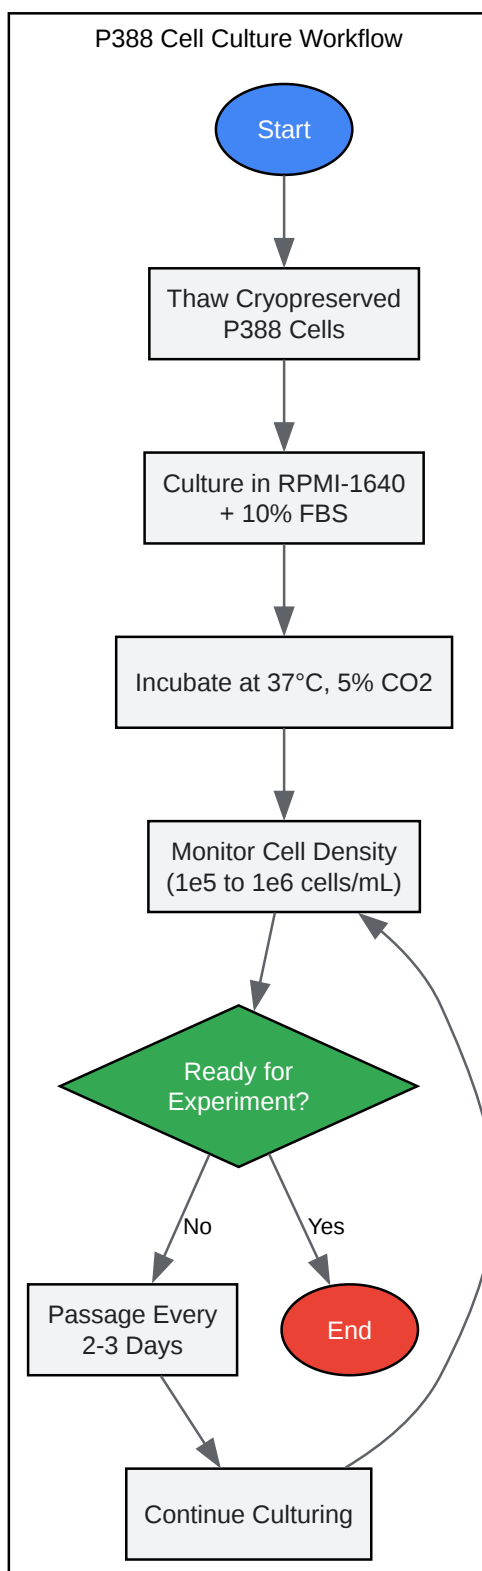 P388 Cell Culture Workflow
Start
Thaw Cryopreserved
P388 Cells
Culture in RPMI-1640
+ 10% FBS
Incubate at 37°C, 5% CO2
Monitor Cell Density
(1e5 to 1e6 cells/mL)
Ready for
Experiment?
No
Yes
Passage Every
2-3 Days
End
Continue Culturing